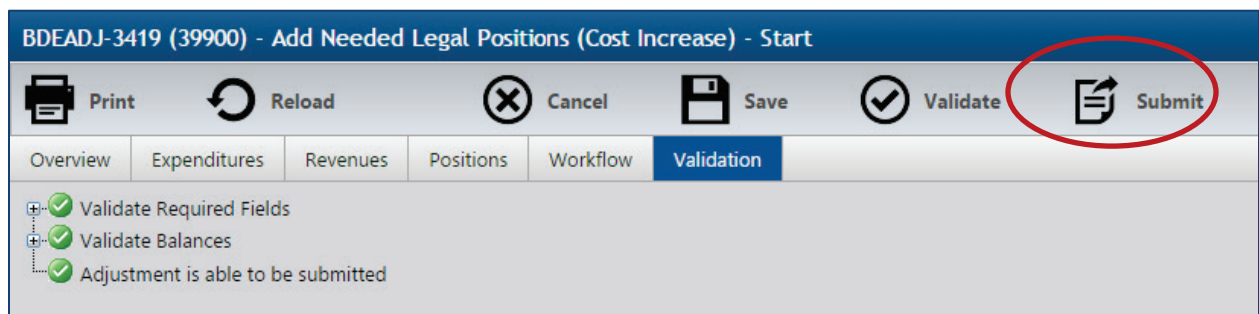 BDEADJ-3419 (39900) - Add Needed Legal Positions (Cost Increase) - Start
Print Reload Cancel Save Validate Submit
Overview Expenditures Revenues Positions Workflow Validation
Validate Required Fields
Validate Balances
Adjustment is able to be submitted